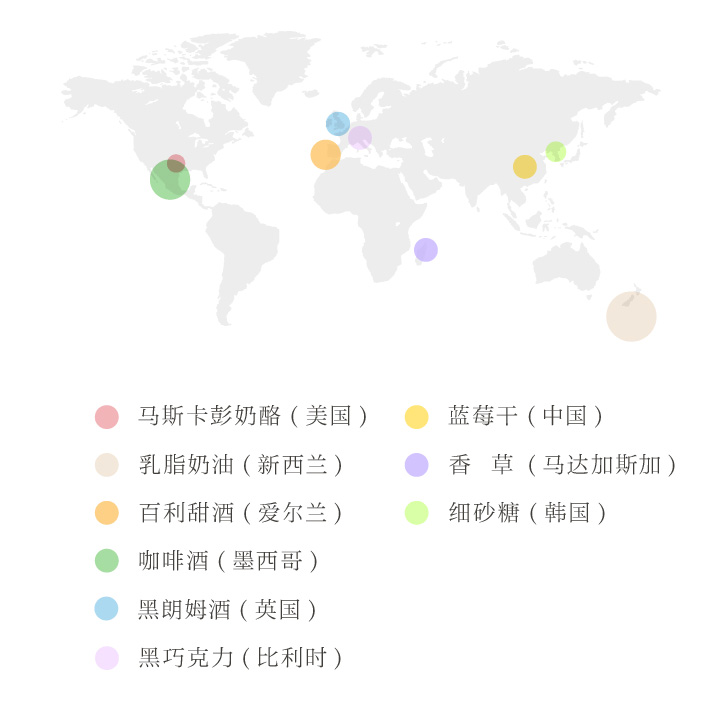 马斯卡彭奶酪(美国)
乳脂奶油(新西兰)
百利甜酒(爱尔兰)
咖啡酒(墨西哥)
黑朗姆酒(英国)
黑巧克力(比利时)
蓝莓干(中国)
香 草(马达加斯加)
细砂糖(韩国)